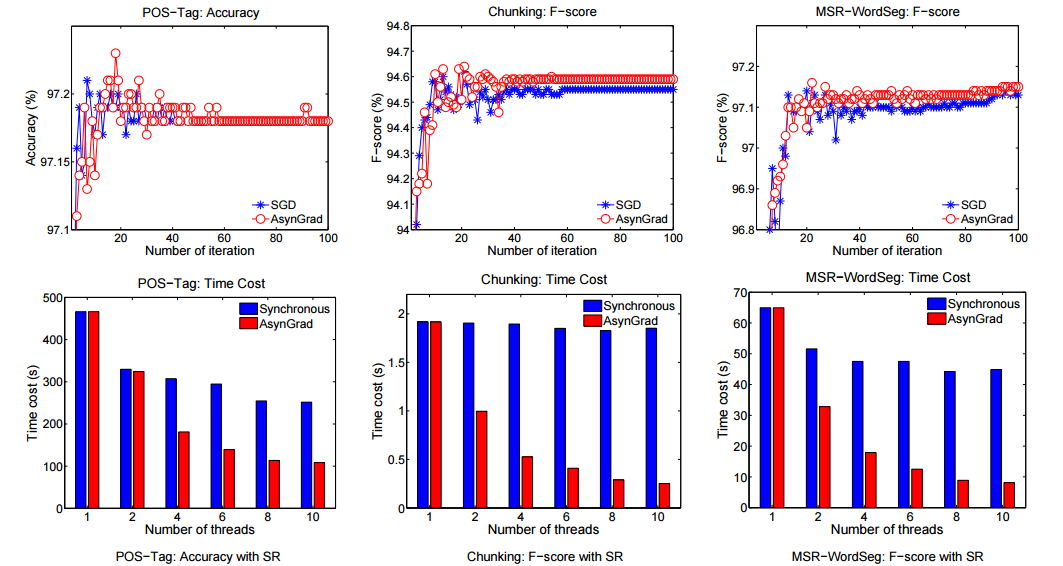 POS-Tag: Accuracy
97.2
97.15
97.1
Accuracy (%)
SGD
AsynGrad
20 40 60 80 100
Number of iteration
Chunking: F-score
94.8
94.7
94.6
94.5
94.4
94.3
94.2
94.1
94
F-score (%)
SGD
AsynGrad
20 40 60 80 100
Number of iteration
MSR-WordSeg: F-score
97.2
97.1
97
96.9
96.8
F-score (%)
SGD
AsynGrad
20 40 60 80 100
Number of iteration
POS-Tag: Time Cost
500
400
300
200
100
0
Time cost (s)
Synchronous
AsynGrad
1 2 4 6 8 10
Number of threads
Chunking: Time Cost
2
1.5
1
0.5
0
Time cost (s)
Synchronous
AsynGrad
1 2 4 6 8 10
Number of threads
MSR-WordSeg: Time Cost
70
60
50
40
30
20
10
0
Time cost (s)
Synchronous
AsynGrad
1 2 4 6 8 10
Number of threads
POS-Tag: Accuracy with SR
Chunking: F-score with SR
MSR-WordSeg: F-score with SR